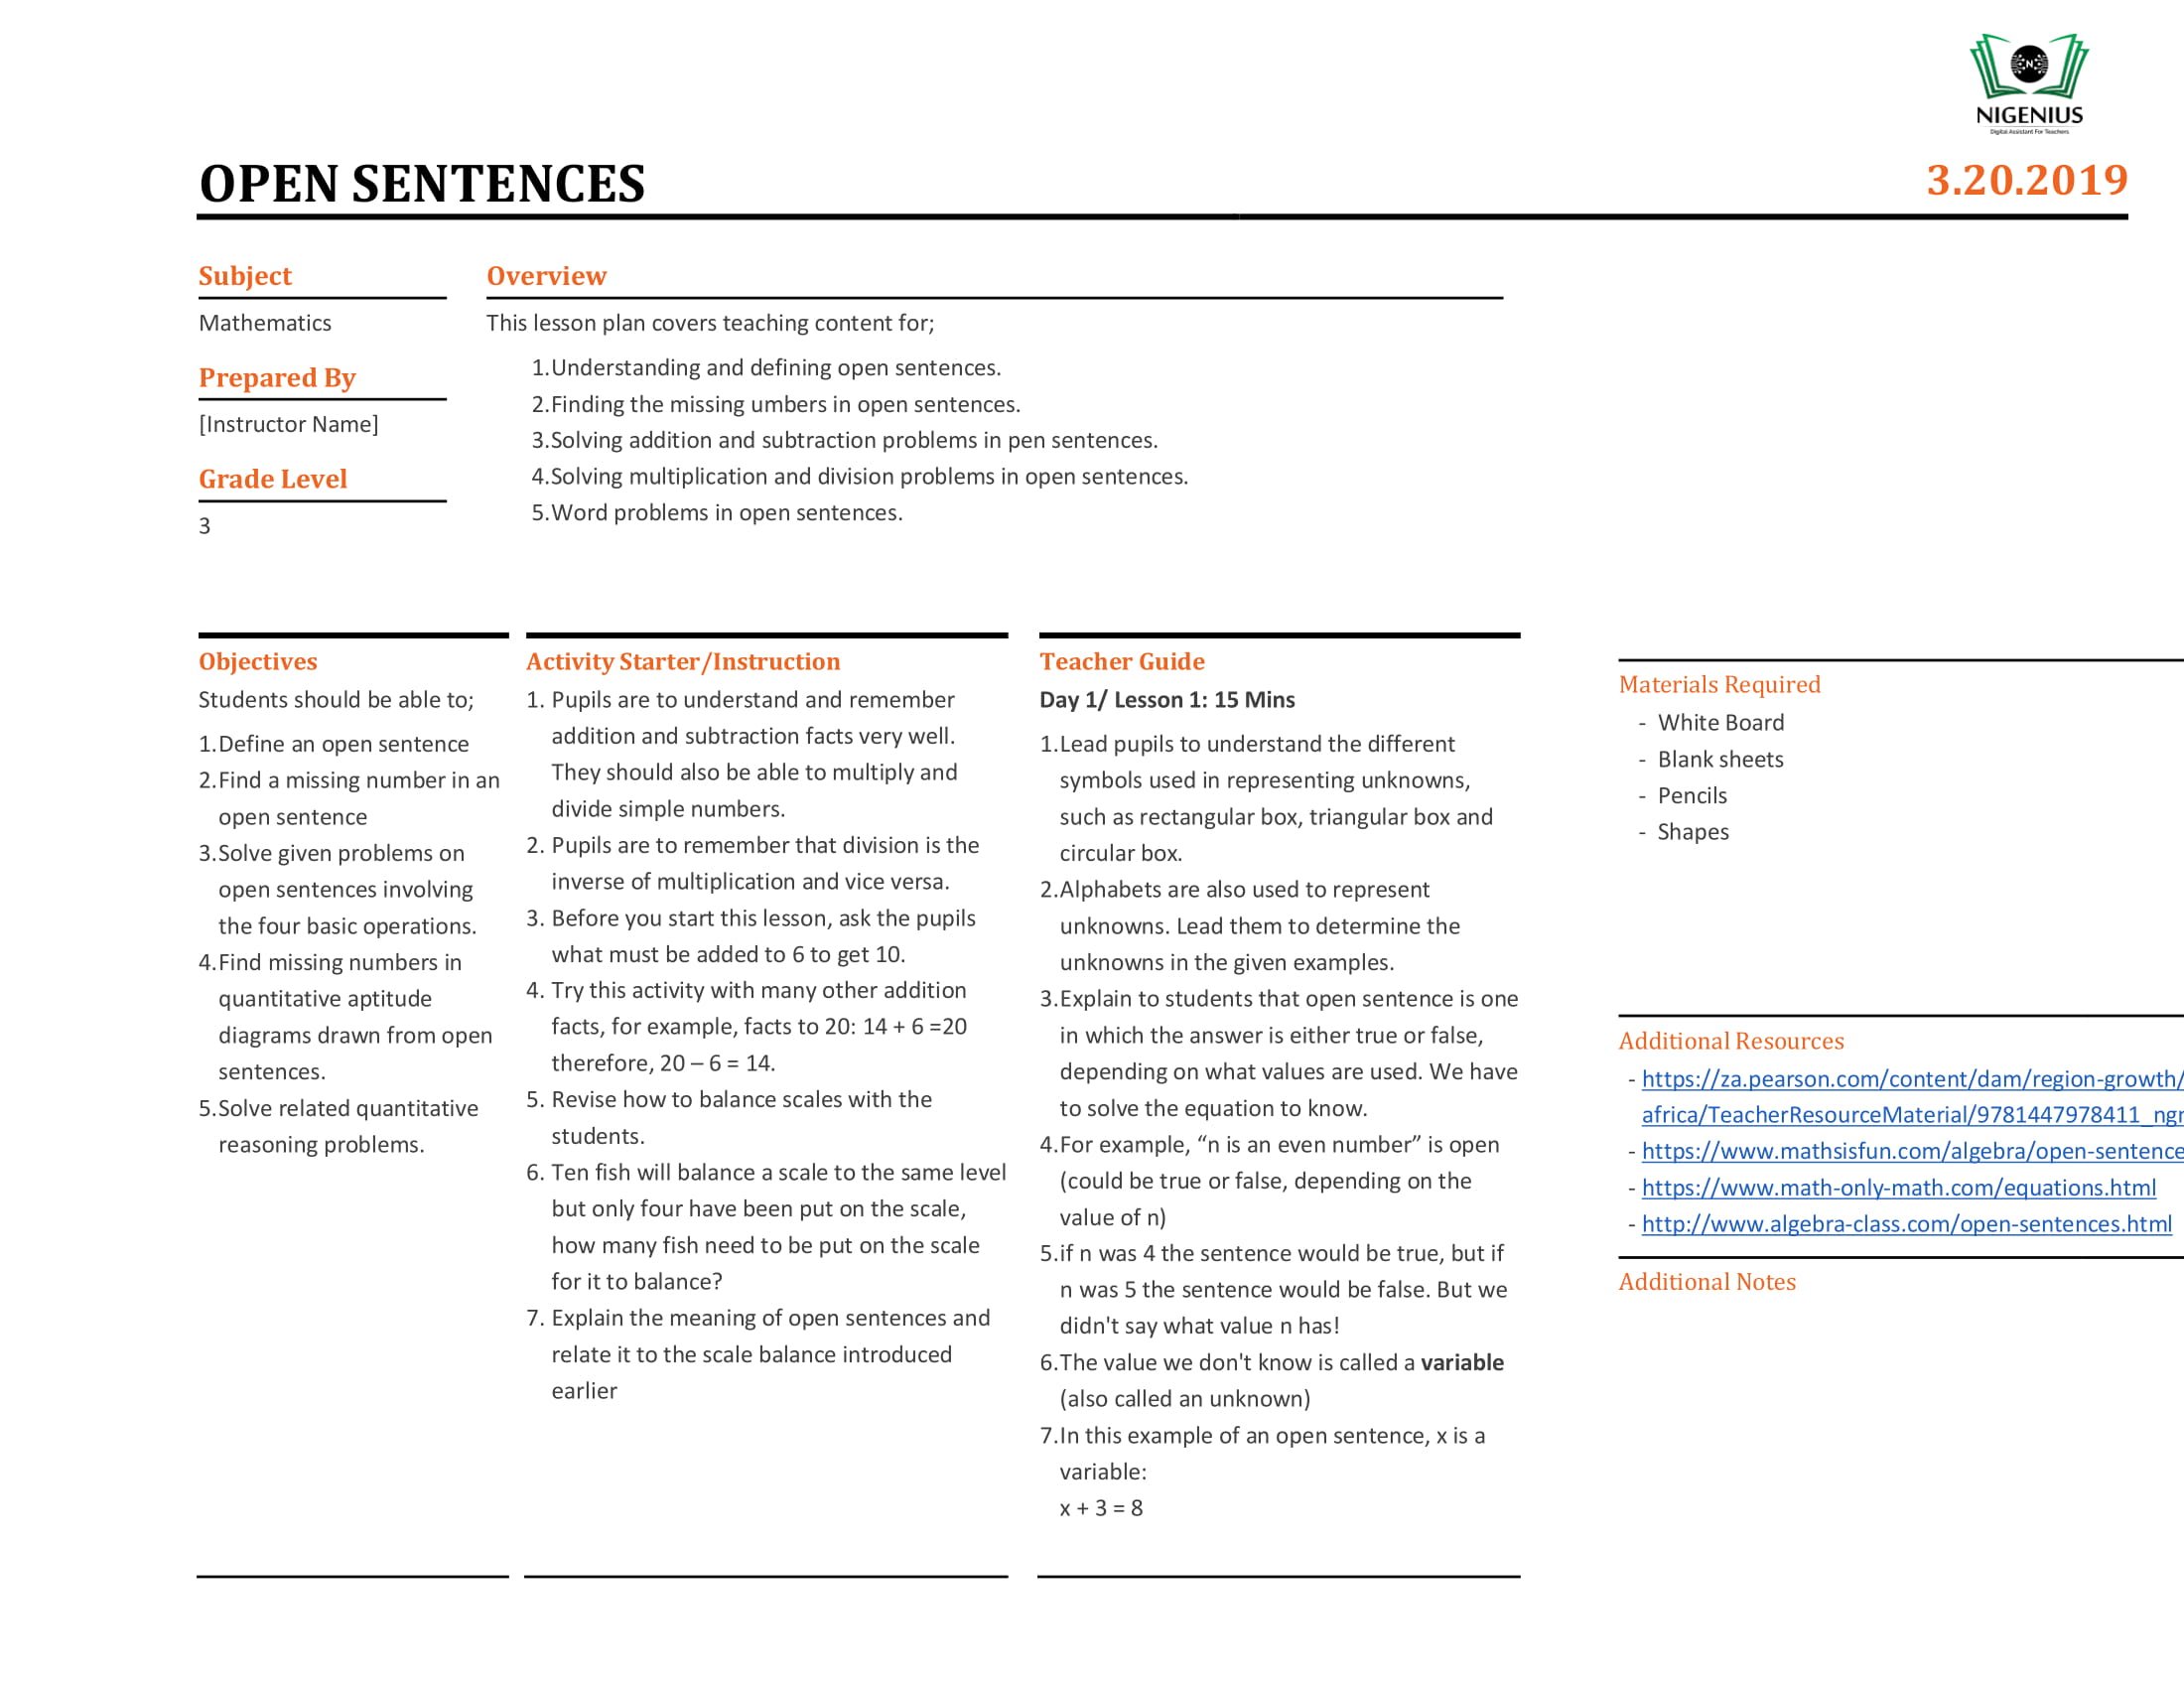 NIGENIUS
Digital Assistant For Teachers
OPEN SENTENCES
3.20.2019
Subject
Mathematics
Prepared By
[Instructor Name]
Grade Level
3
Overview
This lesson plan covers teaching content for;
1.Understanding and defining open sentences.
2.Finding the missing umbers in open sentences.
3.Solving addition and subtraction problems in pen sentences.
4.Solving multiplication and division problems in open sentences.
5.Word problems in open sentences.
Objectives
Students should be able to;
1.Define an open sentence
2.Find a missing number in an
open sentence
3.Solve given problems on
open sentences involving
the four basic operations.
4.Find missing numbers in
quantitative aptitude
diagrams drawn from open
sentences.
5.Solve related quantitative
reasoning problems.
Activity Starter/Instruction
1. Pupils are to understand and remember
addition and subtraction facts very well.
They should also be able to multiply and
divide simple numbers.
2. Pupils are to remember that division is the
inverse of multiplication and vice versa.
3. Before you start this lesson, ask the pupils
what must be added to 6 to get 10.
4. Try this activity with many other addition
facts, for example, facts to 20: 14 + 6 =20
therefore, 20 – 6 = 14.
5. Revise how to balance scales with the
students.
6. Ten fish will balance a scale to the same level
but only four have been put on the scale,
how many fish need to be put on the scale
for it to balance?
7. Explain the meaning of open sentences and
relate it to the scale balance introduced
earlier
Teacher Guide
Day 1/ Lesson 1: 15 Mins
1.Lead pupils to understand the different
symbols used in representing unknowns,
such as rectangular box, triangular box and
circular box.
2.Alphabets are also used to represent
unknowns. Lead them to determine the
unknowns in the given examples.
3.Explain to students that open sentence is one
in which the answer is either true or false,
depending on what values are used. We have
to solve the equation to know.
4.For example, “n is an even number” is open
(could be true or false, depending on the
value of n)
5.if n was 4 the sentence would be true, but if
n was 5 the sentence would be false. But we
didn't say what value n has!
6.The value we don't know is called a variable
(also called an unknown)
7.In this example of an open sentence, x is a
variable:
x + 3 = 8
Materials Required
- White Board
- Blank sheets
- Pencils
- Shapes
Additional Resources
- https://za.pearson.com/content/dam/region-growth/
africa/TeacherResourceMaterial/9781447978411_ngr
- https://www.mathsisfun.com/algebra/open-sentence
- https://www.math-only-math.com/equations.html
- http://www.algebra-class.com/open-sentences.html
Additional Notes